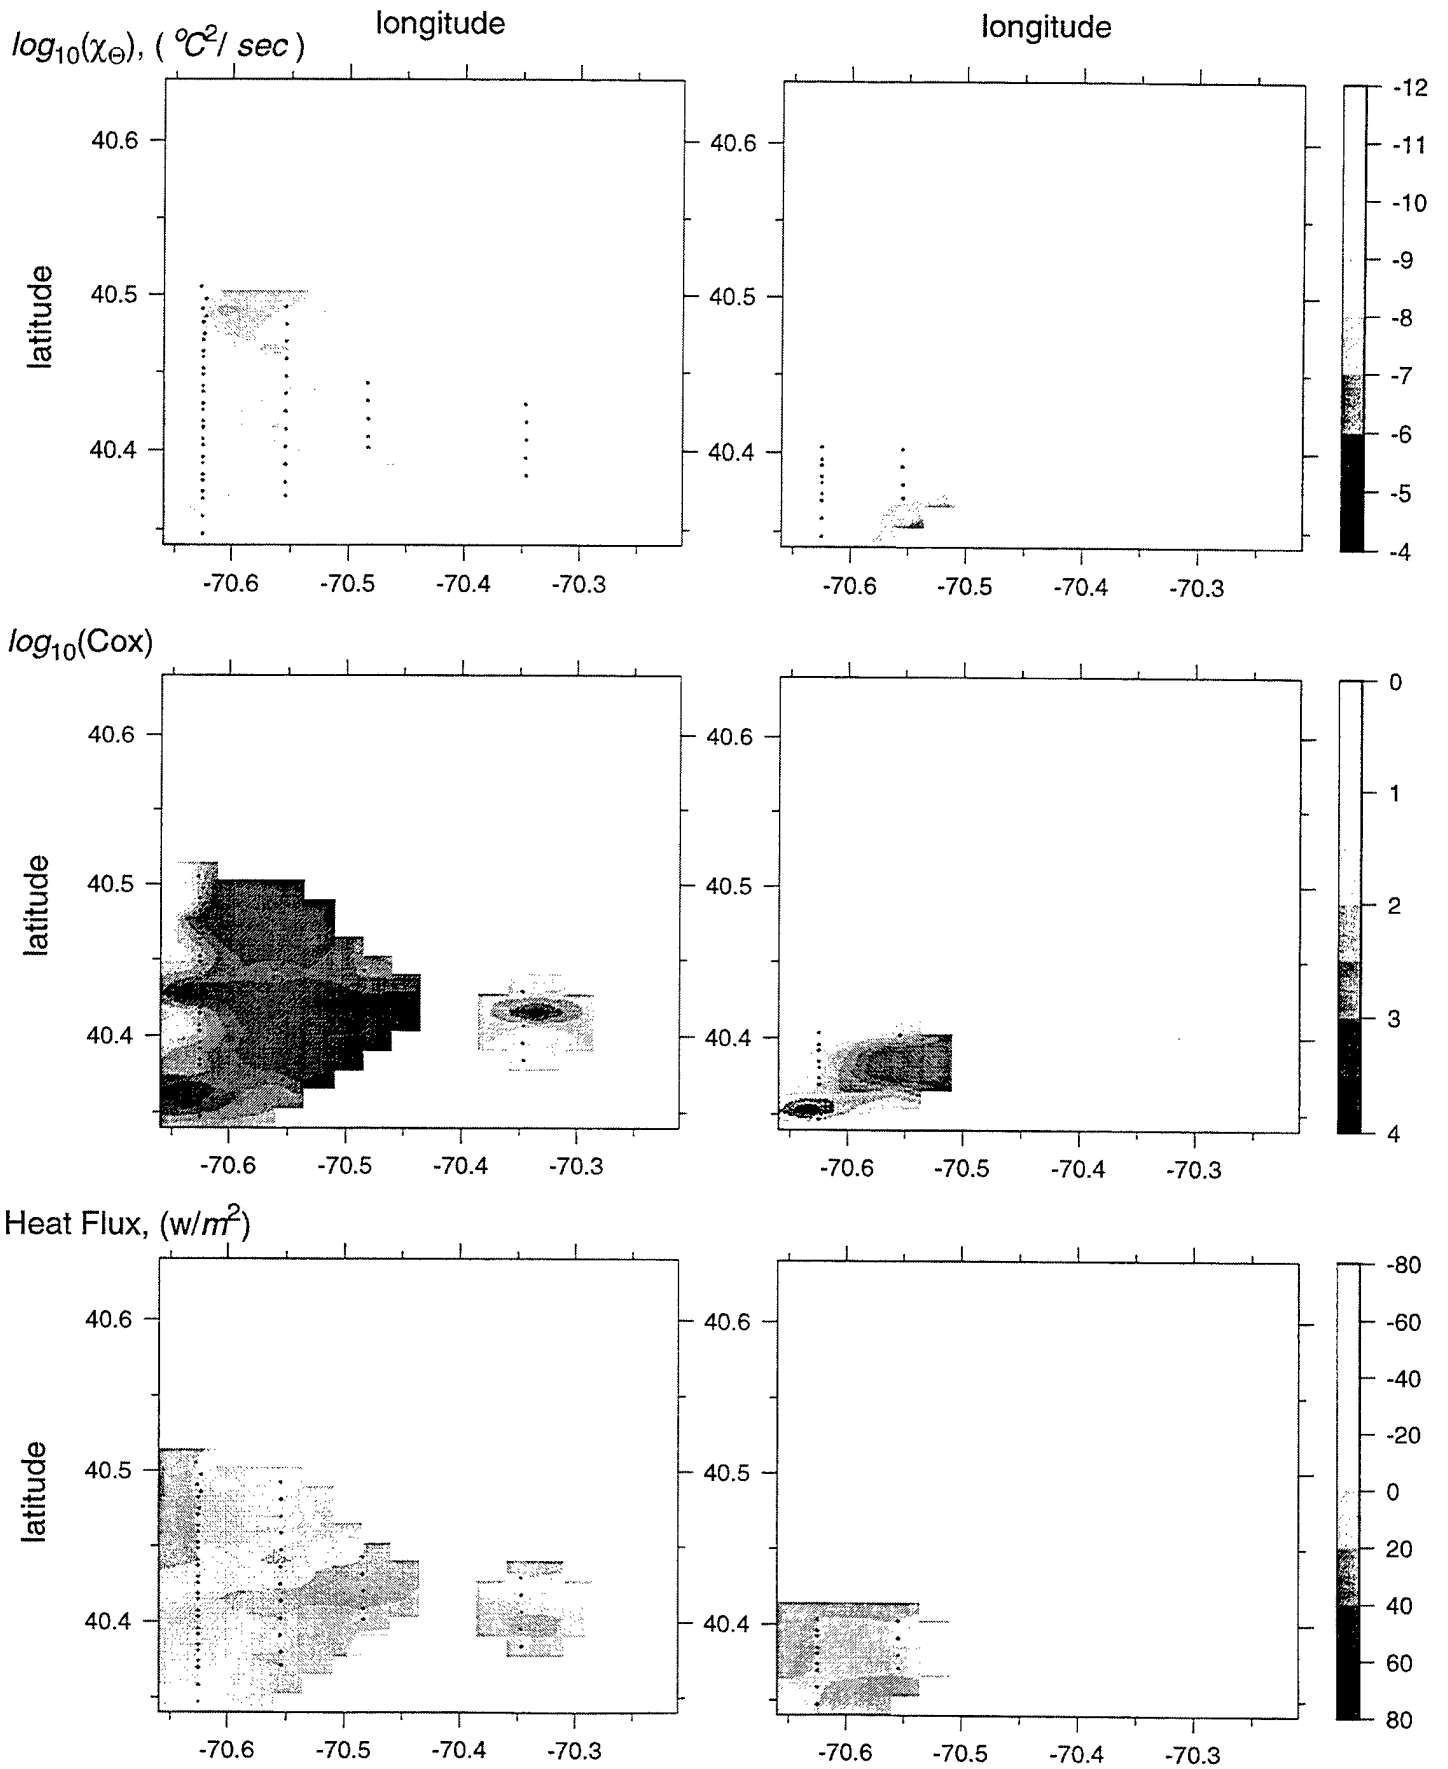 longitude longitude
log10(χΘ), ( °C2/ sec )
-12
40.6 40.6 -11
-10
latitude -9
40.5 40.5 -8
-7
40.4 40.4 -6
-5
-4
-70.6 -70.5 -70.4 -70.3 -70.6 -70.5 -70.4 -70.3
log10(Cox)
0
40.6 40.6
1
latitude 40.5 40.5 2
3
40.4 40.4
4
-70.6 -70.5 -70.4 -70.3 -70.6 -70.5 -70.4 -70.3
Heat Flux, (w/m2)
-80
40.6 40.6 -60
-40
-20
latitude 40.5 40.5 0
20
40.4 40.4 40
60
80
-70.6 -70.5 -70.4 -70.3 -70.6 -70.5 -70.4 -70.3